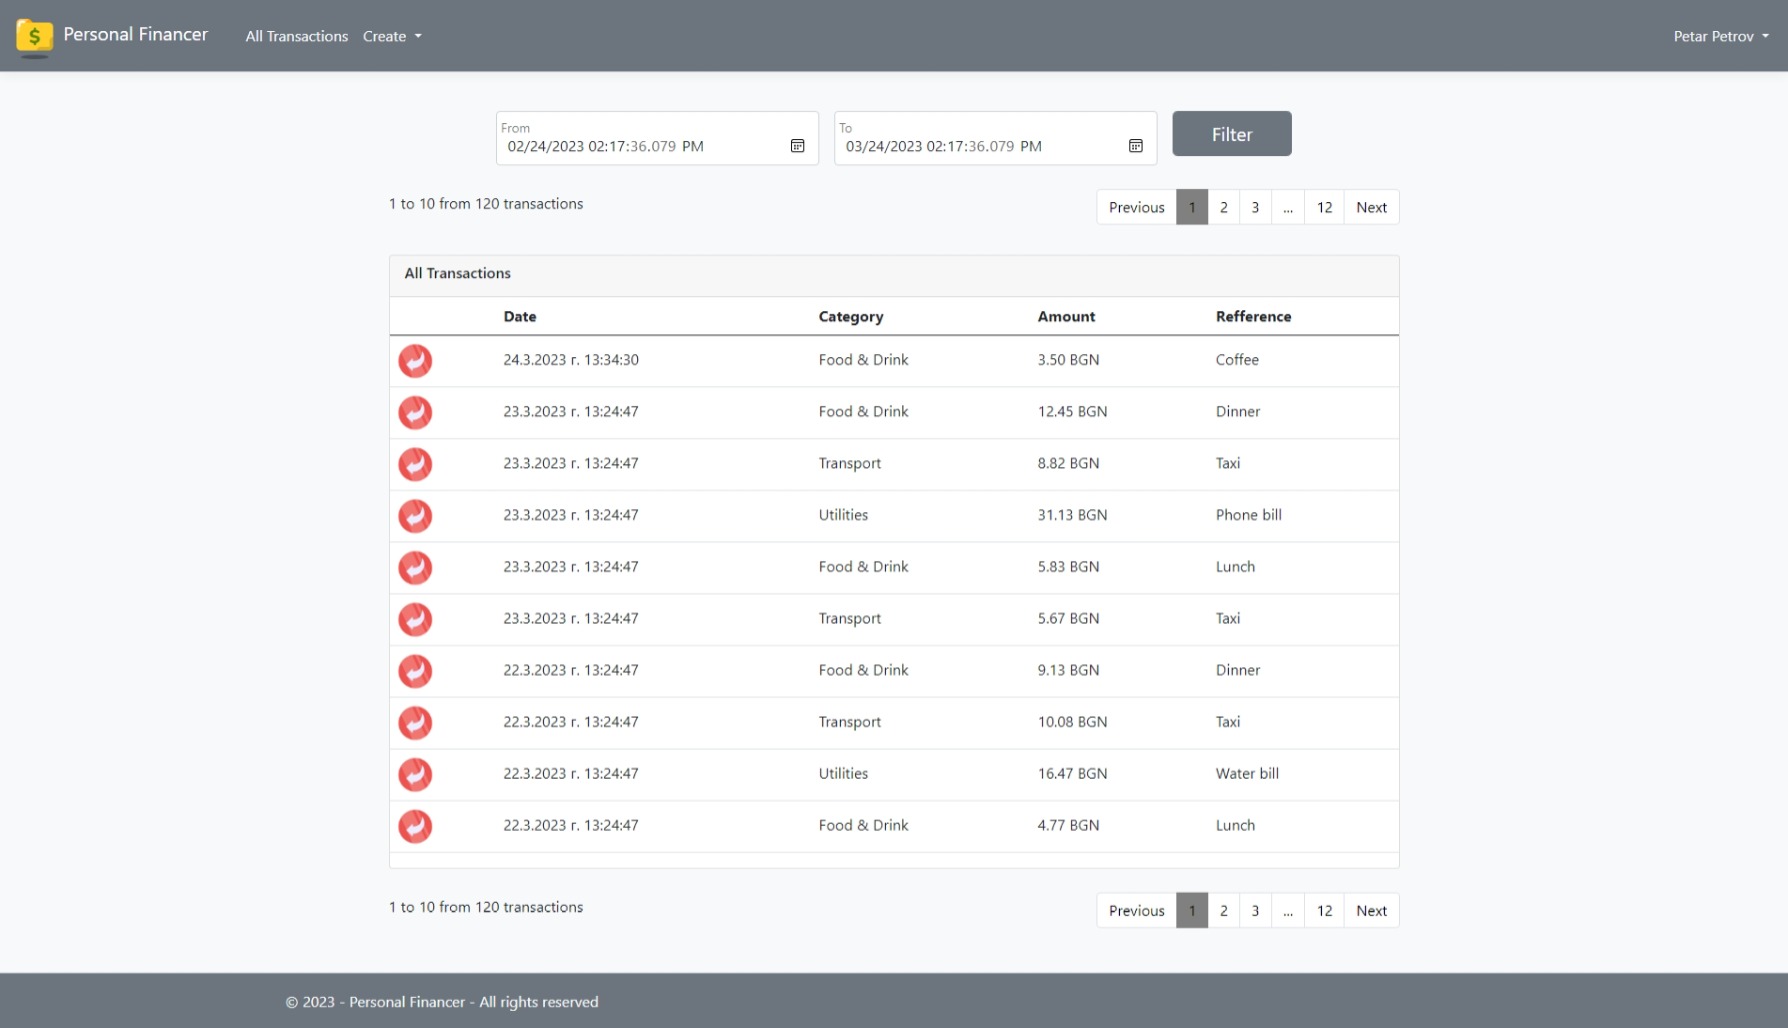 $ Personal Financer All Transactions Create Petar Petrov
From To
02/24/2023 02:17:36.079 PM 03/24/2023 02:17:36.079 PM Filter
1 to 10 from 120 transactions Previous 1 2 3 ... 12 Next
All Transactions
Date Category Amount Refference
24.3.2023 г. 13:34:30 Food & Drink 3.50 BGN Coffee
23.3.2023 г. 13:24:47 Food & Drink 12.45 BGN Dinner
23.3.2023 г. 13:24:47 Transport 8.82 BGN Taxi
23.3.2023 г. 13:24:47 Utilities 31.13 BGN Phone bill
23.3.2023 г. 13:24:47 Food & Drink 5.83 BGN Lunch
23.3.2023 г. 13:24:47 Transport 5.67 BGN Taxi
22.3.2023 г. 13:24:47 Food & Drink 9.13 BGN Dinner
22.3.2023 г. 13:24:47 Transport 10.08 BGN Taxi
22.3.2023 г. 13:24:47 Utilities 16.47 BGN Water bill
22.3.2023 г. 13:24:47 Food & Drink 4.77 BGN Lunch
1 to 10 from 120 transactions Previous 1 2 3 ... 12 Next
© 2023 - Personal Financer - All rights reserved